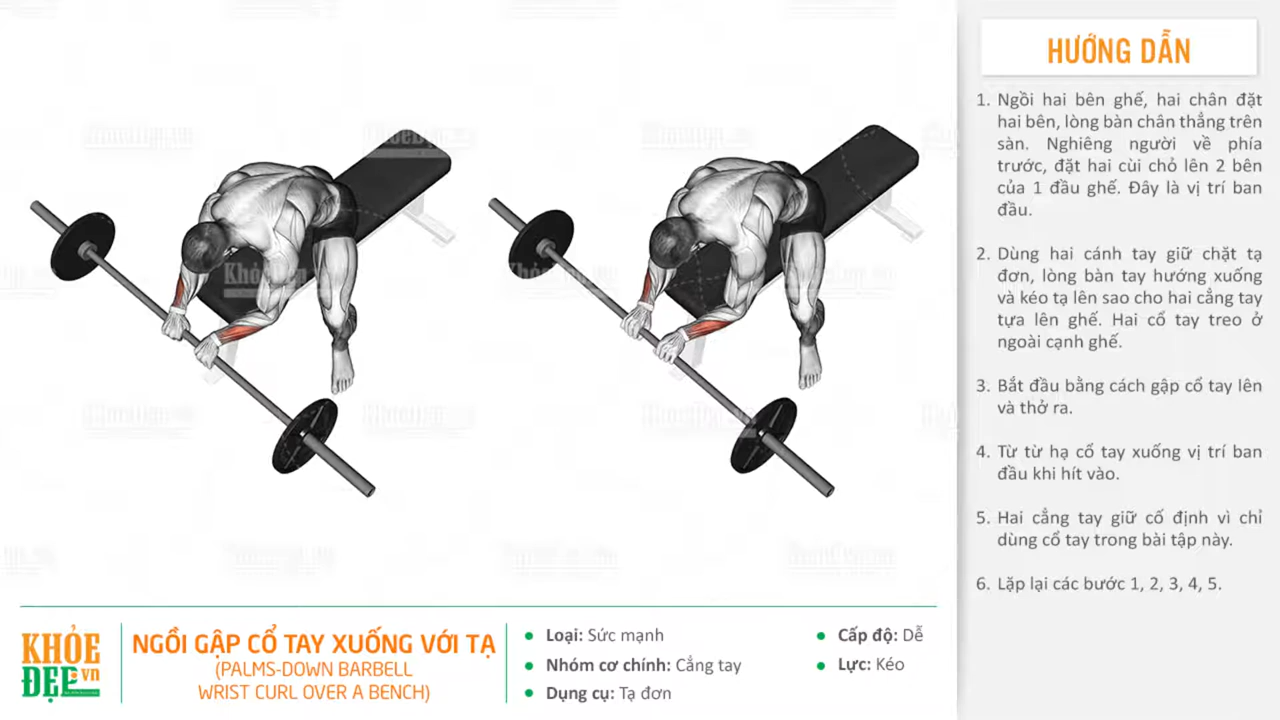 HƯỚNG DẪN
1. Ngồi hai bên ghế, hai chân đặt
hai bên, lòng bàn chân thẳng trên
sàn. Nghiêng người về phía
trước, đặt hai cùi chỏ lên 2 bên
của 1 đầu ghế. Đây là vị trí ban
đầu.
2. Dùng hai cánh tay giữ chặt tạ
đơn, lòng bàn tay hướng xuống
và kéo tạ lên sao cho hai cẳng tay
tựa lên ghế. Hai cổ tay treo ở
ngoài cạnh ghế.
3. Bắt đầu bằng cách gập cổ tay lên
và thở ra.
4. Từ từ hạ cổ tay xuống vị trí ban
đầu khi hít vào.
5. Hai cẳng tay giữ cố định vì chỉ
dùng cổ tay trong bài tập này.
6. Lặp lại các bước 1, 2, 3, 4, 5.
KHỎE
ĐẸP.vn
NGỒI GẬP CỔ TAY XUỐNG VỚI TẠ
(PALMS-DOWN BARBELL
WRIST CURL OVER A BENCH)
Loại: Sức mạnh
Nhóm cơ chính: Cẳng tay
Dụng cụ: Tạ đơn
Cấp độ: Dễ
Lực: Kéo